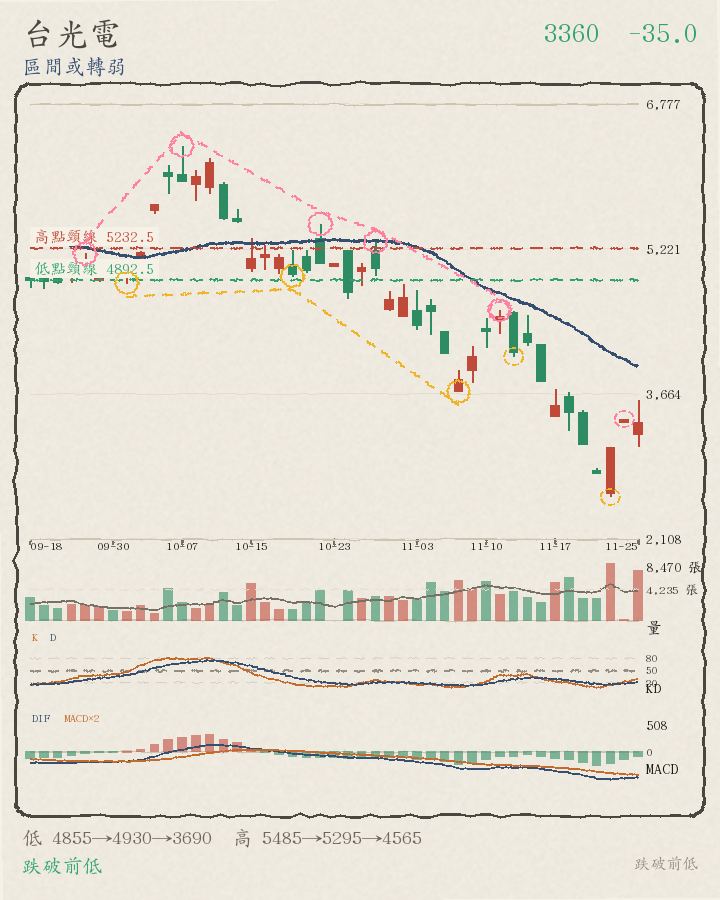 台光電
3360 -35.0
區間或轉弱
6,777
高點頸線 5232.5
5,221
低點頸線 4892.5
3,664
2,108
09-18 09-30 10-07 10-15 10-23 11-03 11-10 11-17 11-25
8,470 張
4,235 張
量
K D
80
50
20
KD
DIF MACD×2
508
0
MACD
低 4855→4930→3690 高 5485→5295→4565
跌破前低
跌破前低